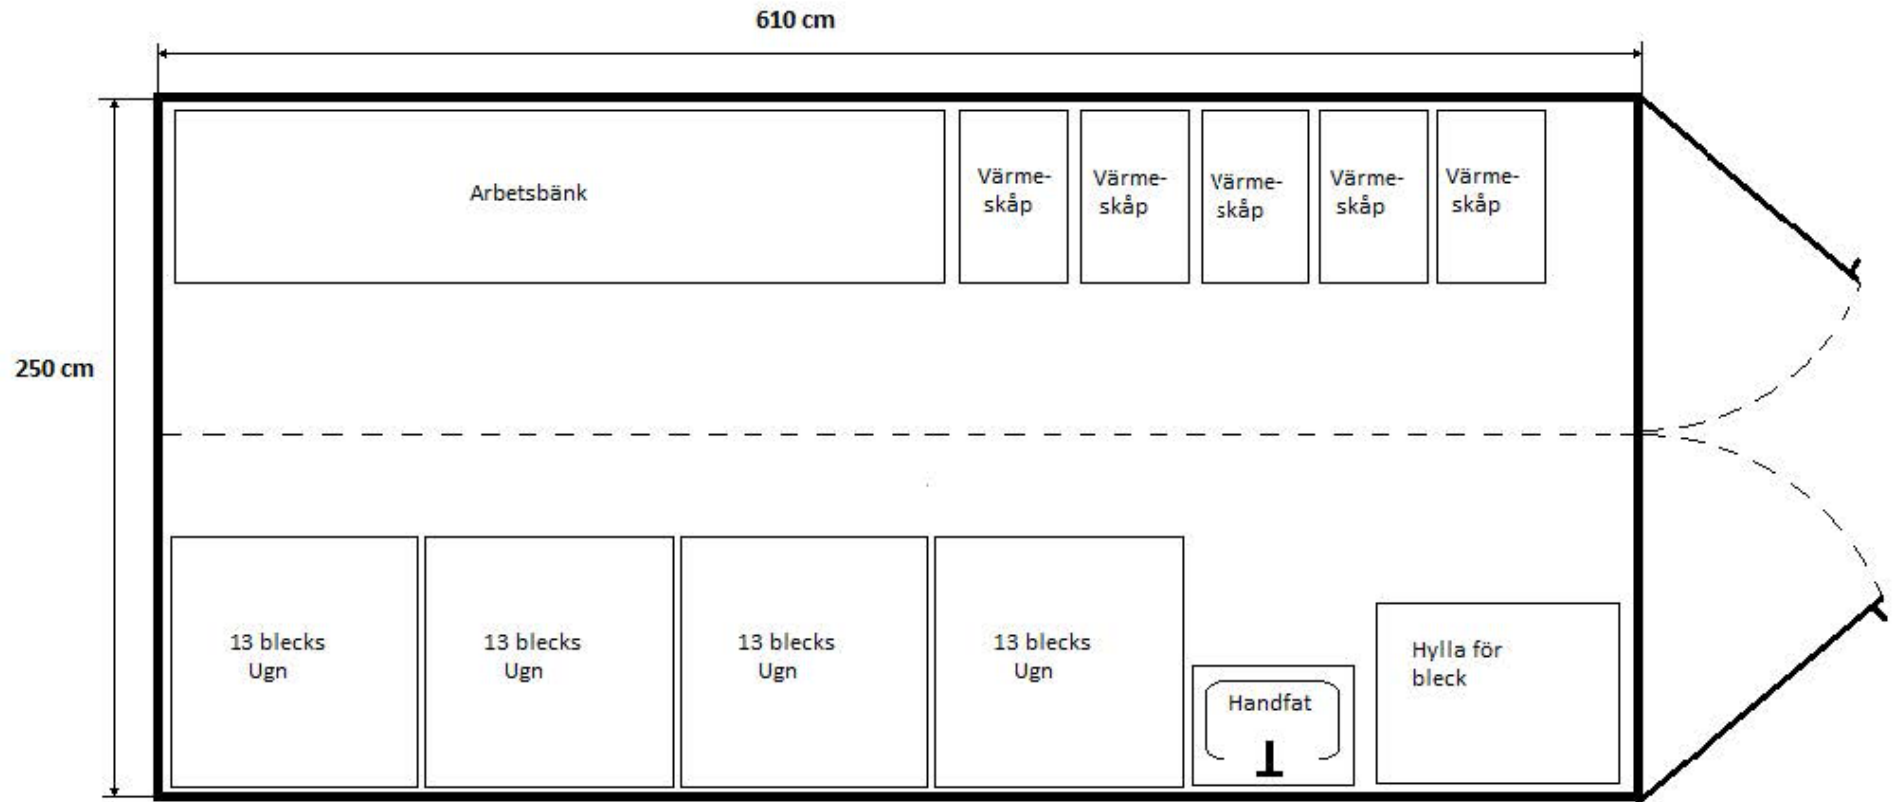 610 cm
Arbetsbänk
Värme-
skåp
Värme-
skåp
Värme-
skåp
Värme-
skåp
Värme-
skåp
250 cm
13 blecks
Ugn
13 blecks
Ugn
13 blecks
Ugn
13 blecks
Ugn
Handfat
Hylla för
bleck